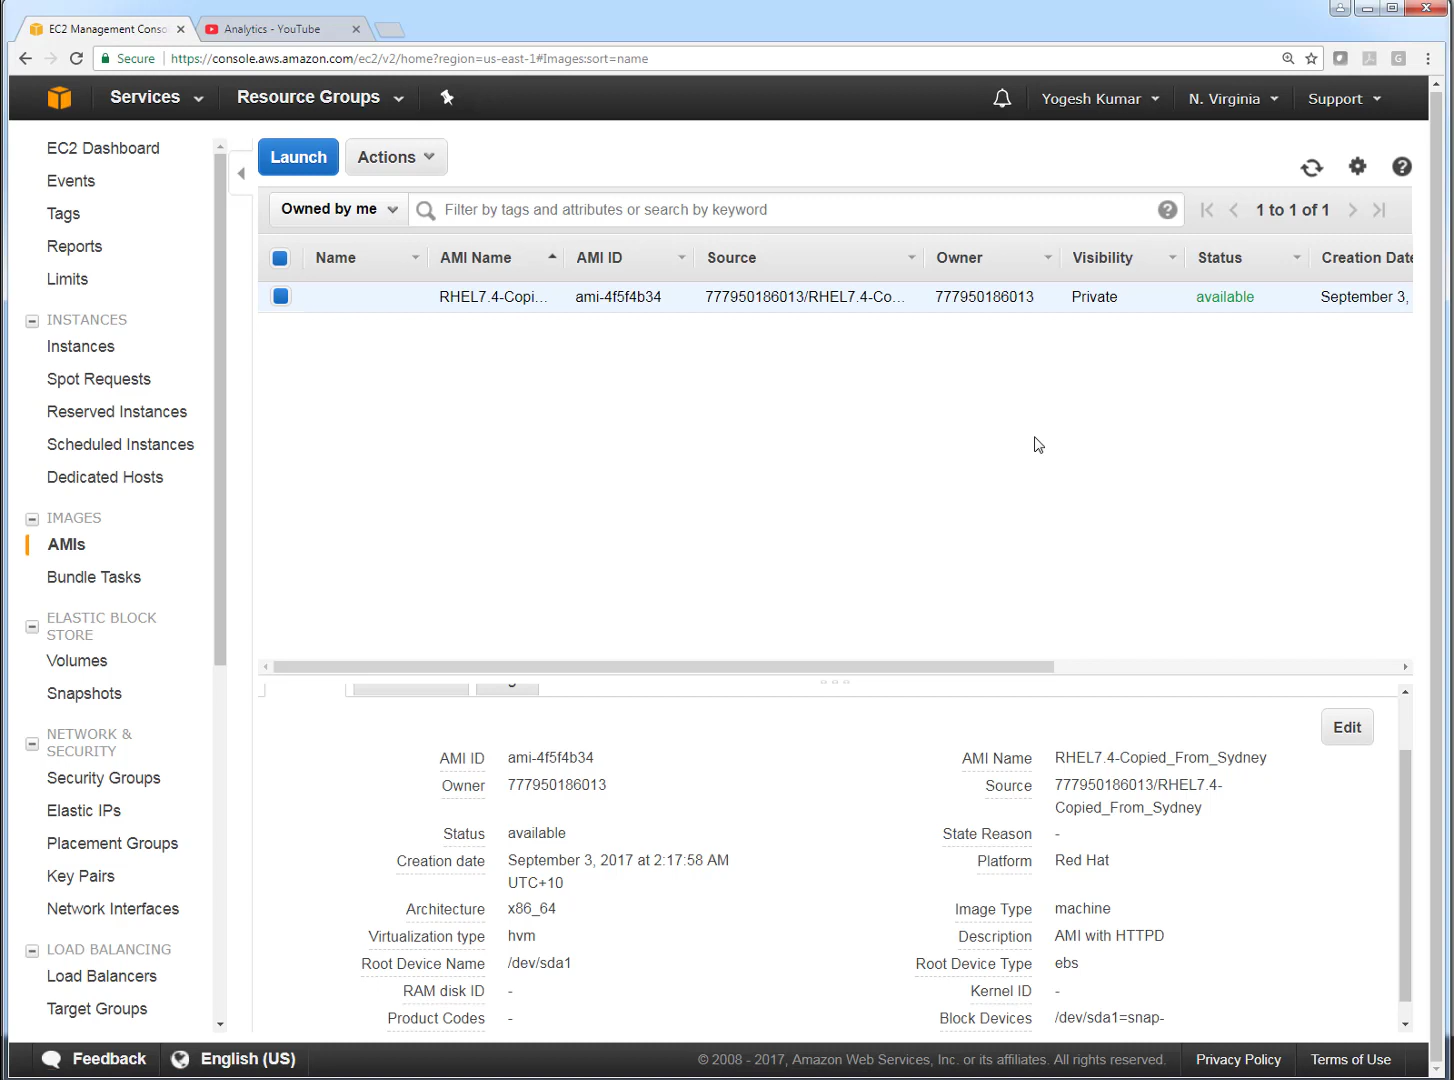 EC2 Management Conso
Analytics - YouTube
Secure
https://console.aws.amazon.com/ec2/v2/home?region=us-east-1#Images:sort=name
Services
Resource Groups
Yogesh Kumar
N. Virginia
Support
EC2 Dashboard
Events
Tags
Reports
Limits
INSTANCES
Instances
Spot Requests
Reserved Instances
Scheduled Instances
Dedicated Hosts
IMAGES
AMIs
Bundle Tasks
ELASTIC BLOCK
STORE
Volumes
Snapshots
NETWORK &
SECURITY
Security Groups
Elastic IPs
Placement Groups
Key Pairs
Network Interfaces
LOAD BALANCING
Load Balancers
Target Groups
Launch
Actions
Owned by me
Filter by tags and attributes or search by keyword
1 to 1 of 1
Name
AMI Name
AMI ID
Source
Owner
Visibility
Status
Creation Date
RHEL7.4-Copi...
ami-4f5f4b34
777950186013/RHEL7.4-Co...
777950186013
Private
available
September 3,
Edit
AMI ID
ami-4f5f4b34
AMI Name
RHEL7.4-Copied_From_Sydney
Owner
777950186013
Source
777950186013/RHEL7.4-
Copied_From_Sydney
Status
available
State Reason
-
Creation date
September 3, 2017 at 2:17:58 AM
UTC+10
Platform
Red Hat
Architecture
x86_64
Image Type
machine
Virtualization type
hvm
Description
AMI with HTTPD
Root Device Name
/dev/sda1
Root Device Type
ebs
RAM disk ID
-
Kernel ID
-
Product Codes
-
Block Devices
/dev/sda1=snap-
Feedback
English (US)
© 2008 - 2017, Amazon Web Services, Inc. or its affiliates. All rights reserved.
Privacy Policy
Terms of Use